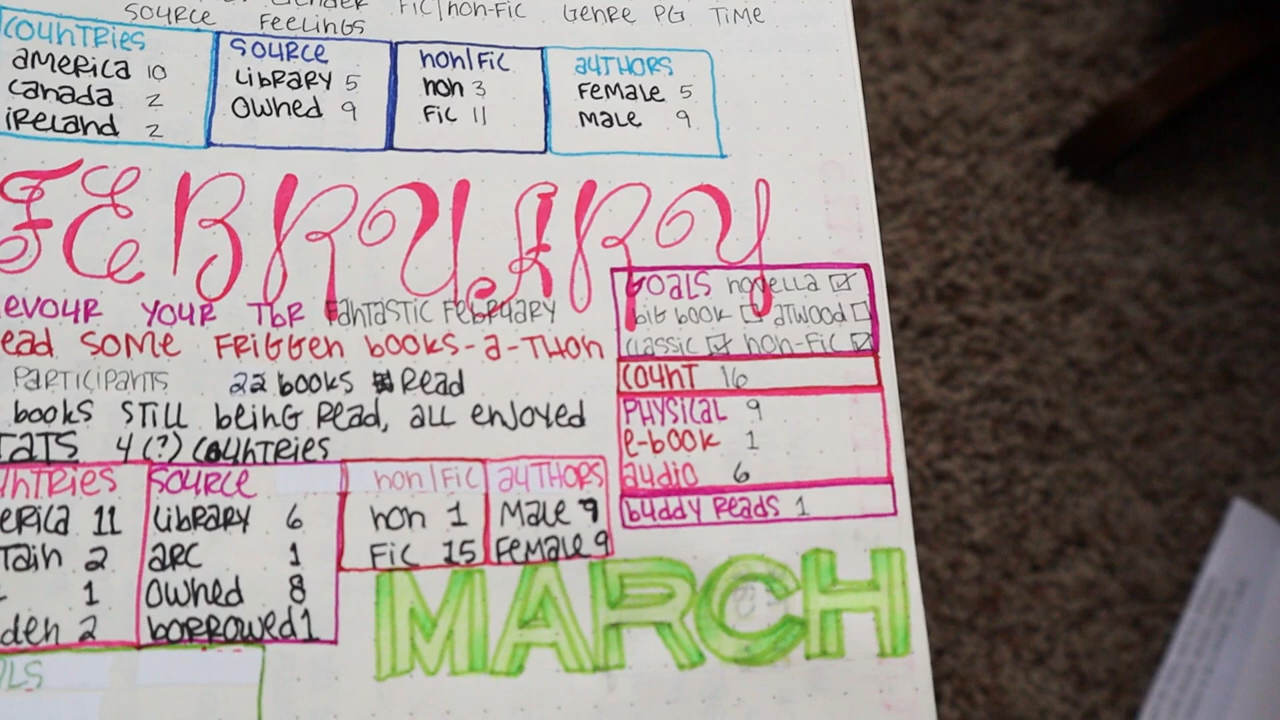 SOURCE FEELINGS FIC/non-FIC GENRE PG TIME
COUNTRIES
AMERICA 10
CANADA 2
IRELAND 2
SOURCE
LIBRARY 5
OWNED 9
non/FIC
non 3
FIC 11
AUTHORS
FEMALE 5
MALE 9
FEBRUARY
EVOUR YOUR TBR FANTASTIC FEBRUARY
EAD SOME FRIGGEN BOOKS-A-THON
PARTICIPANTS 22 books READ
books STILL bEING READ, ALL ENJOYED
TATS 4 (?) COUNTRIES
GOALS novella ☑
big book ☐ ATWOOD ☐
classic ☑ non-Fic ☑
COUNT 16
PHYSICAL 9
e-book 1
audio 6
buddy READS 1
NTRIES
ERICA 11
TAIN 2
1
DEN 2
SOURCE
LIBRARY 6
ARC 1
OWNED 8
BORROWED 1
non/FIC
non 1
FIC 15
AUTHORS
MALE 9
FEMALE 9
MARCH
LS